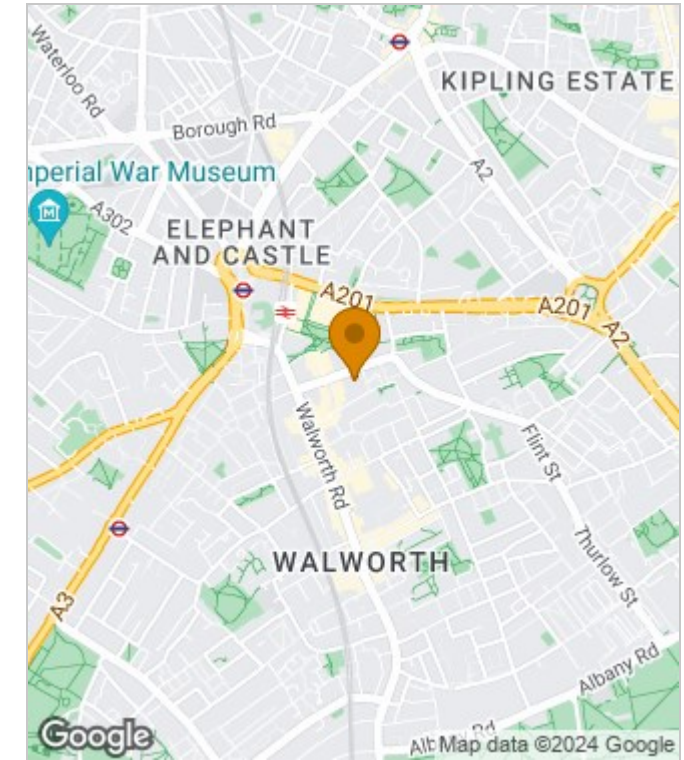 Waterloo Rd
KIPLING ESTATE
Borough Rd
A2
nperial War Museum
A302
ELEPHANT
AND CASTLE
A201
A201
A2
Walworth Rd
Flint St
WALWORTH
Thurlow St
A3
Albany Rd
Google
Map data ©2024 Google